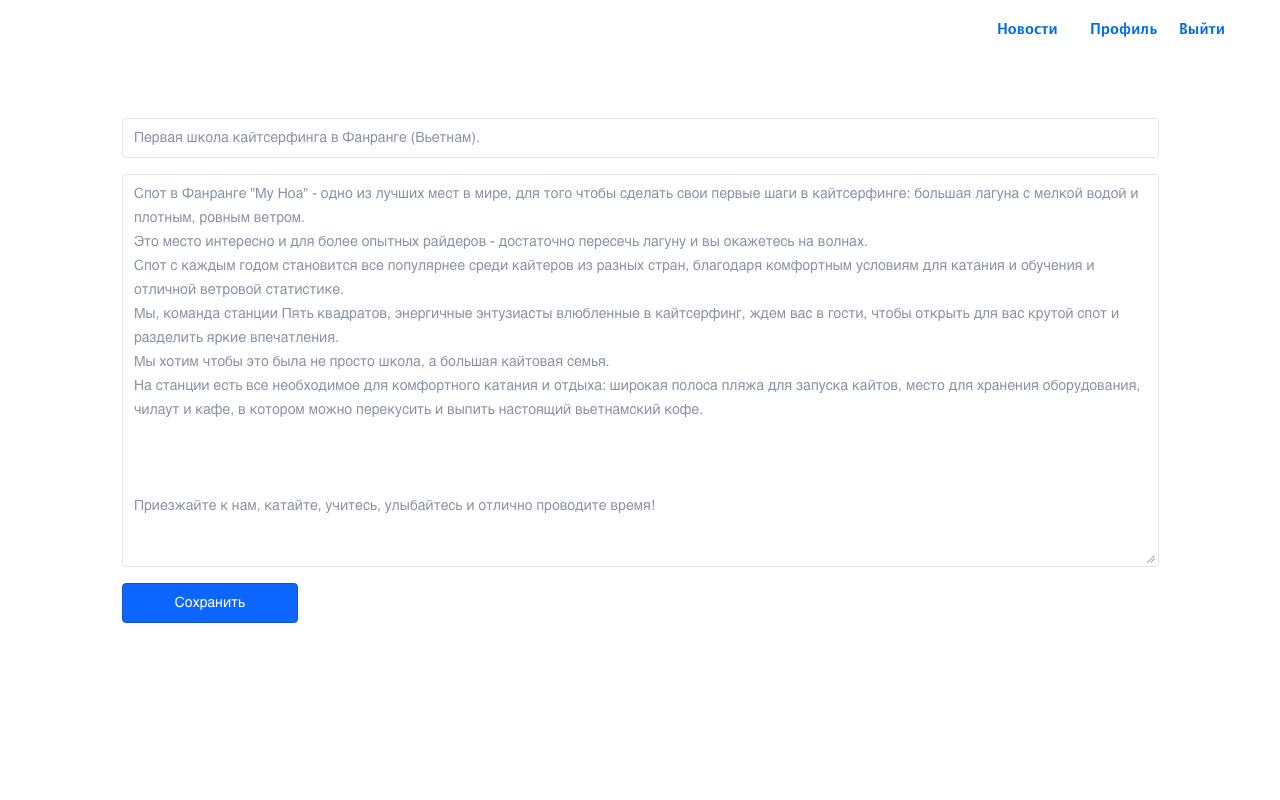 Новости Профиль Выйти
Первая школа кайтсерфинга в Фанранге (Вьетнам).
Спот в Фанранге "My Hoa" - одно из лучших мест в мире, для того чтобы сделать свои первые шаги в кайтсерфинге: большая лагуна с мелкой водой и
плотным, ровным ветром.
Это место интересно и для более опытных райдеров - достаточно пересечь лагуну и вы окажетесь на волнах.
Спот с каждым годом становится все популярнее среди кайтеров из разных стран, благодаря комфортным условиям для катания и обучения и
отличной ветровой статистике.
Мы, команда станции Пять квадратов, энергичные энтузиасты влюбленные в кайтсерфинг, ждем вас в гости, чтобы открыть для вас крутой спот и
разделить яркие впечатления.
Мы хотим чтобы это была не просто школа, а большая кайтовая семья.
На станции есть все необходимое для комфортного катания и отдыха: широкая полоса пляжа для запуска кайтов, место для хранения оборудования,
чилаут и кафе, в котором можно перекусить и выпить настоящий вьетнамский кофе.
Приезжайте к нам, катайте, учитесь, улыбайтесь и отлично проводите время!
Сохранить